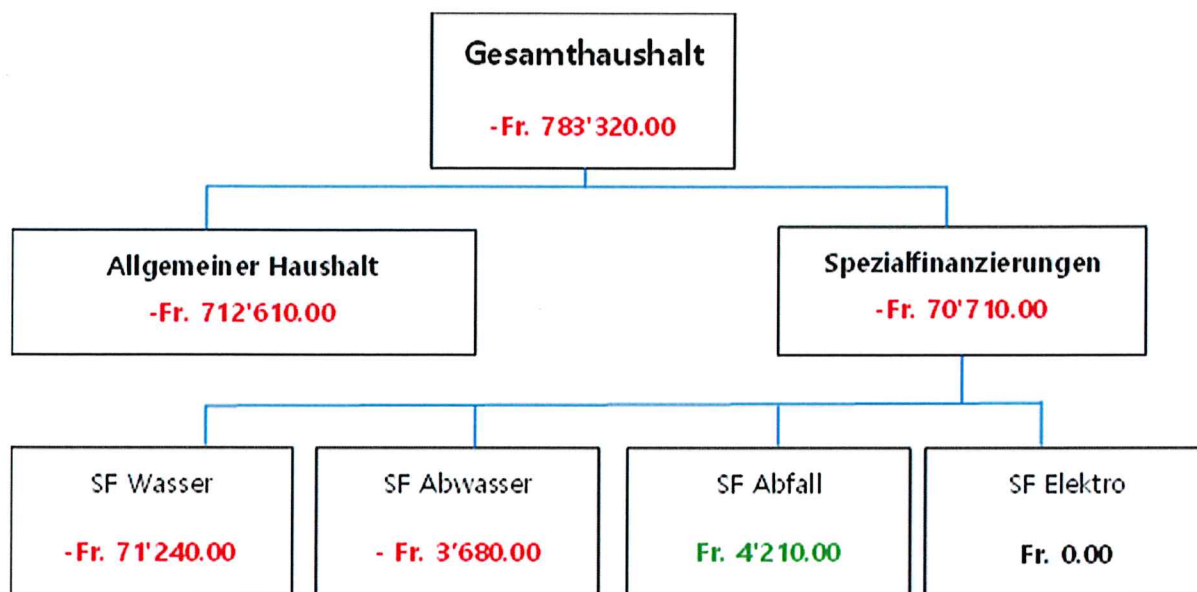 Gesamthaushalt
-Fr. 783'320.00
Allgemeiner Haushalt
-Fr. 712'610.00
Spezialfinanzierungen
-Fr. 70'710.00
SF Wasser
-Fr. 71'240.00
SF Abwasser
- Fr. 3'680.00
SF Abfall
Fr. 4'210.00
SF Elektro
Fr. 0.00